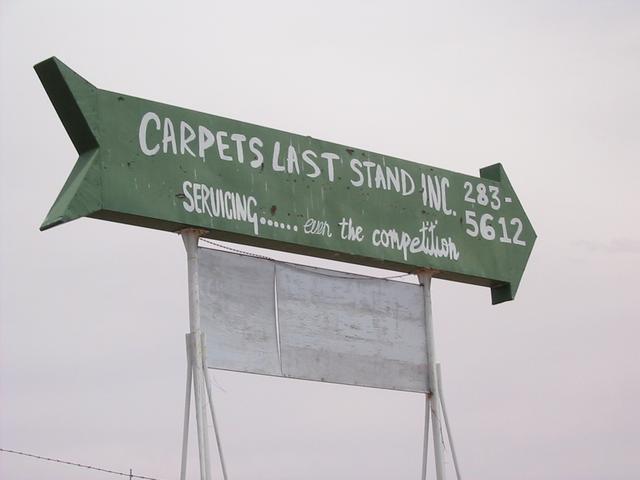 CARPETS LAST STAND INC. 283-
5612
SERVICING...... even the competition